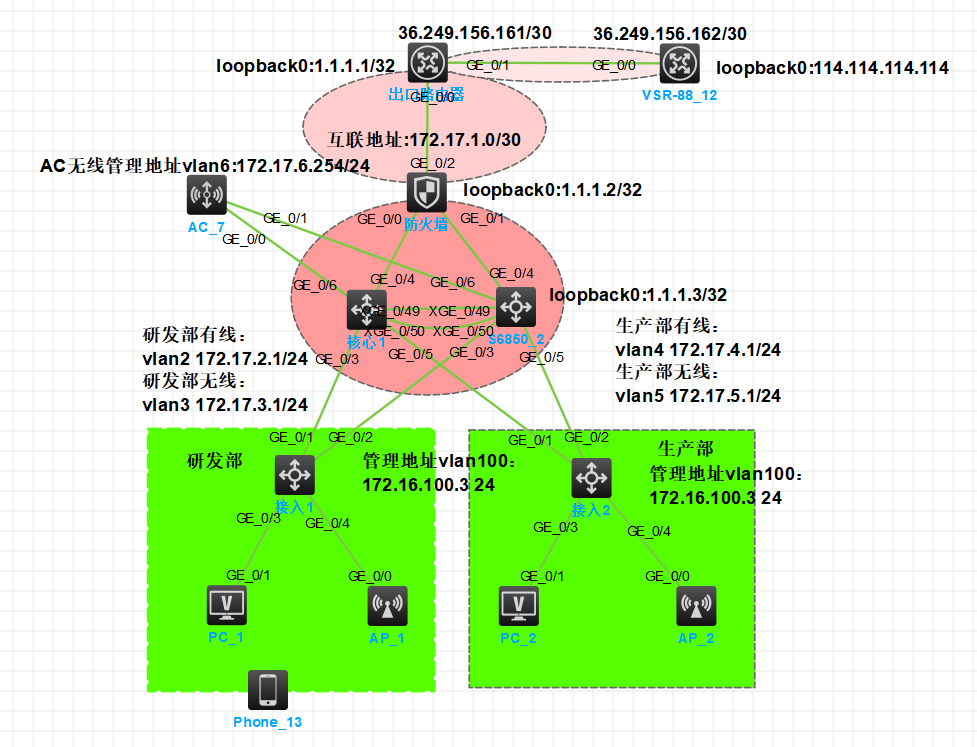 36.249.156.161/30
36.249.156.162/30
loopback0:1.1.1.1/32
GE_0/1
GE_0/0
loopback0:114.114.114.114
出口路由器
GE_0/0
VSR-88_12
互联地址:172.17.1.0/30
AC无线管理地址vlan6:172.17.6.254/24
GE_0/2
loopback0:1.1.1.2/32
AC_7
GE_0/1
GE_0/0
GE_0/0
防火墙
GE_0/1
GE_0/6
GE_0/4
GE_0/6
GE_0/4
loopback0:1.1.1.3/32
XGE_0/49
XGE_0/49
XGE_0/50
XGE_0/50
核心1
S6850_2
GE_0/3
GE_0/5
GE_0/3
GE_0/5
研发部有线：
vlan2 172.17.2.1/24
研发部无线：
vlan3 172.17.3.1/24
生产部有线：
vlan4 172.17.4.1/24
生产部无线：
vlan5 172.17.5.1/24
GE_0/1
GE_0/2
GE_0/1
GE_0/2
研发部
管理地址vlan100：
172.16.100.3 24
接入1
GE_0/3
GE_0/4
GE_0/1
GE_0/0
PC_1
AP_1
Phone_13
生产部
管理地址vlan100：
172.16.100.3 24
接入2
GE_0/3
GE_0/4
GE_0/1
GE_0/0
PC_2
AP_2